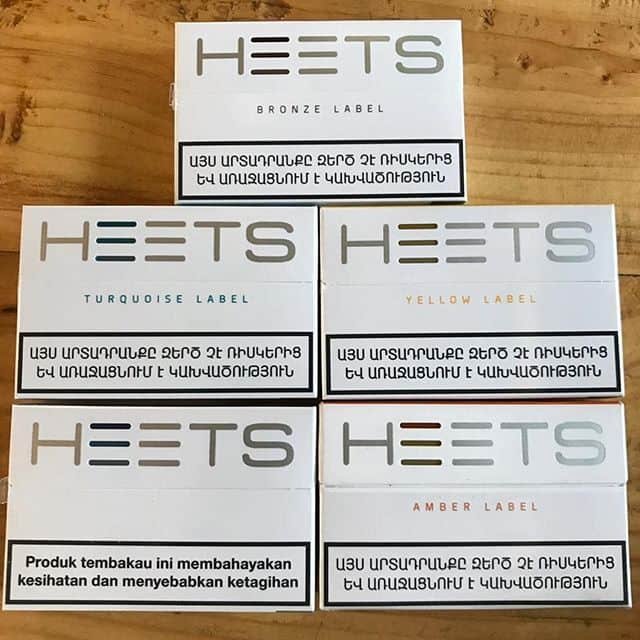 HEETS
BRONZE LABEL
ԱՅՍ ԱՐՏԱԴՐԱՆՔԸ ԶԵՐԾ ՉԷ ՌԻՍԿԵՐԻՑ
ԵՎ ԱՌԱՋԱՑՆՈՒՄ Է ԿԱԽՎԱԾՈՒԹՅՈՒՆ
HEETS
TURQUOISE LABEL
ԱՅՍ ԱՐՏԱԴՐԱՆՔԸ ԶԵՐԾ ՉԷ ՌԻՍԿԵՐԻՑ
ԵՎ ԱՌԱՋԱՑՆՈՒՄ Է ԿԱԽՎԱԾՈՒԹՅՈՒՆ
HEETS
YELLOW LABEL
ԱՅՍ ԱՐՏԱԴՐԱՆՔԸ ԶԵՐԾ ՉԷ ՌԻՍԿԵՐԻՑ
ԵՎ ԱՌԱՋԱՑՆՈՒՄ Է ԿԱԽՎԱԾՈՒԹՅՈՒՆ
HEETS
Produk tembakau ini membahayakan
kesihatan dan menyebabkan ketagihan
HEETS
AMBER LABEL
ԱՅՍ ԱՐՏԱԴՐԱՆՔԸ ԶԵՐԾ ՉԷ ՌԻՍԿԵՐԻՑ
ԵՎ ԱՌԱՋԱՑՆՈՒՄ Է ԿԱԽՎԱԾՈՒԹՅՈՒՆ